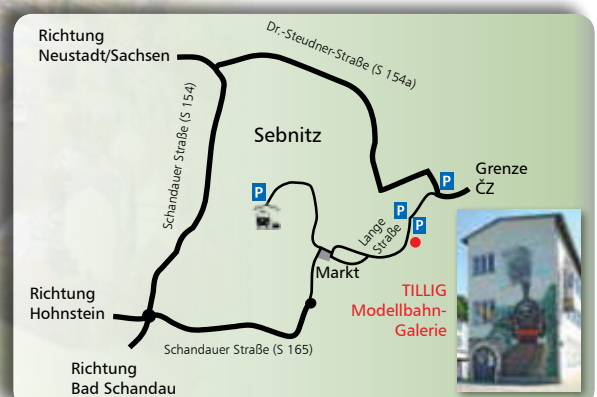 Richtung
Neustadt/Sachsen
Dr.-Steudner-Straße (S 154a)
Schandauer Straße (S 154)
Sebnitz
Grenze
ČZ
P
P
P
P
Lange
Straße
Markt
TILLIG
Modellbahn-
Galerie
Richtung
Hohnstein
Schandauer Straße (S 165)
Richtung
Bad Schandau